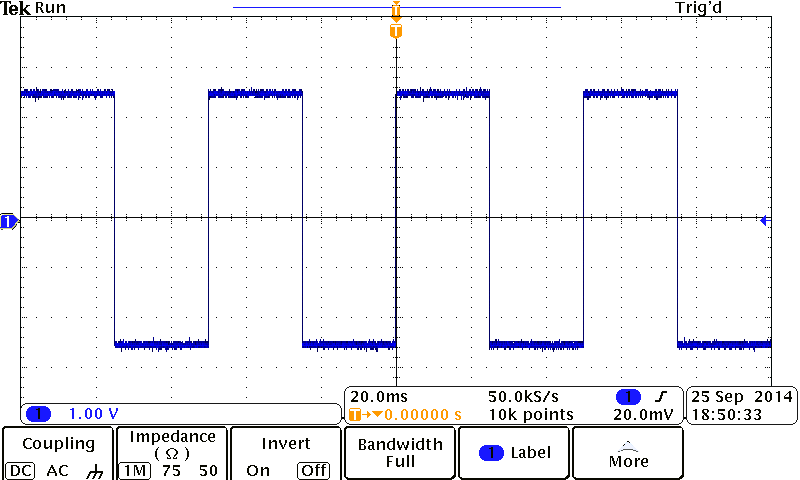 Tek Run Trig'd
T
T
1
20.0ms 50.0kS/s 1 25 Sep 2014
1 1.00 V T→▼0.00000 s 10k points 20.0mV 18:50:33
Coupling Impedance Invert Bandwidth 1 Label More
DC AC (Ω) On Off Full
1M 75 50